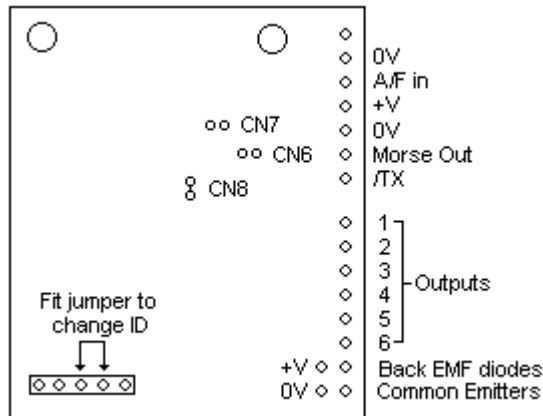 0V
A/F in
+V
0V
Morse Out
/TX
CN7
CN6
CN8
1
2
3
4
5
6
Outputs
Fit jumper to
change ID
+V
Back EMF diodes
0V
Common Emitters